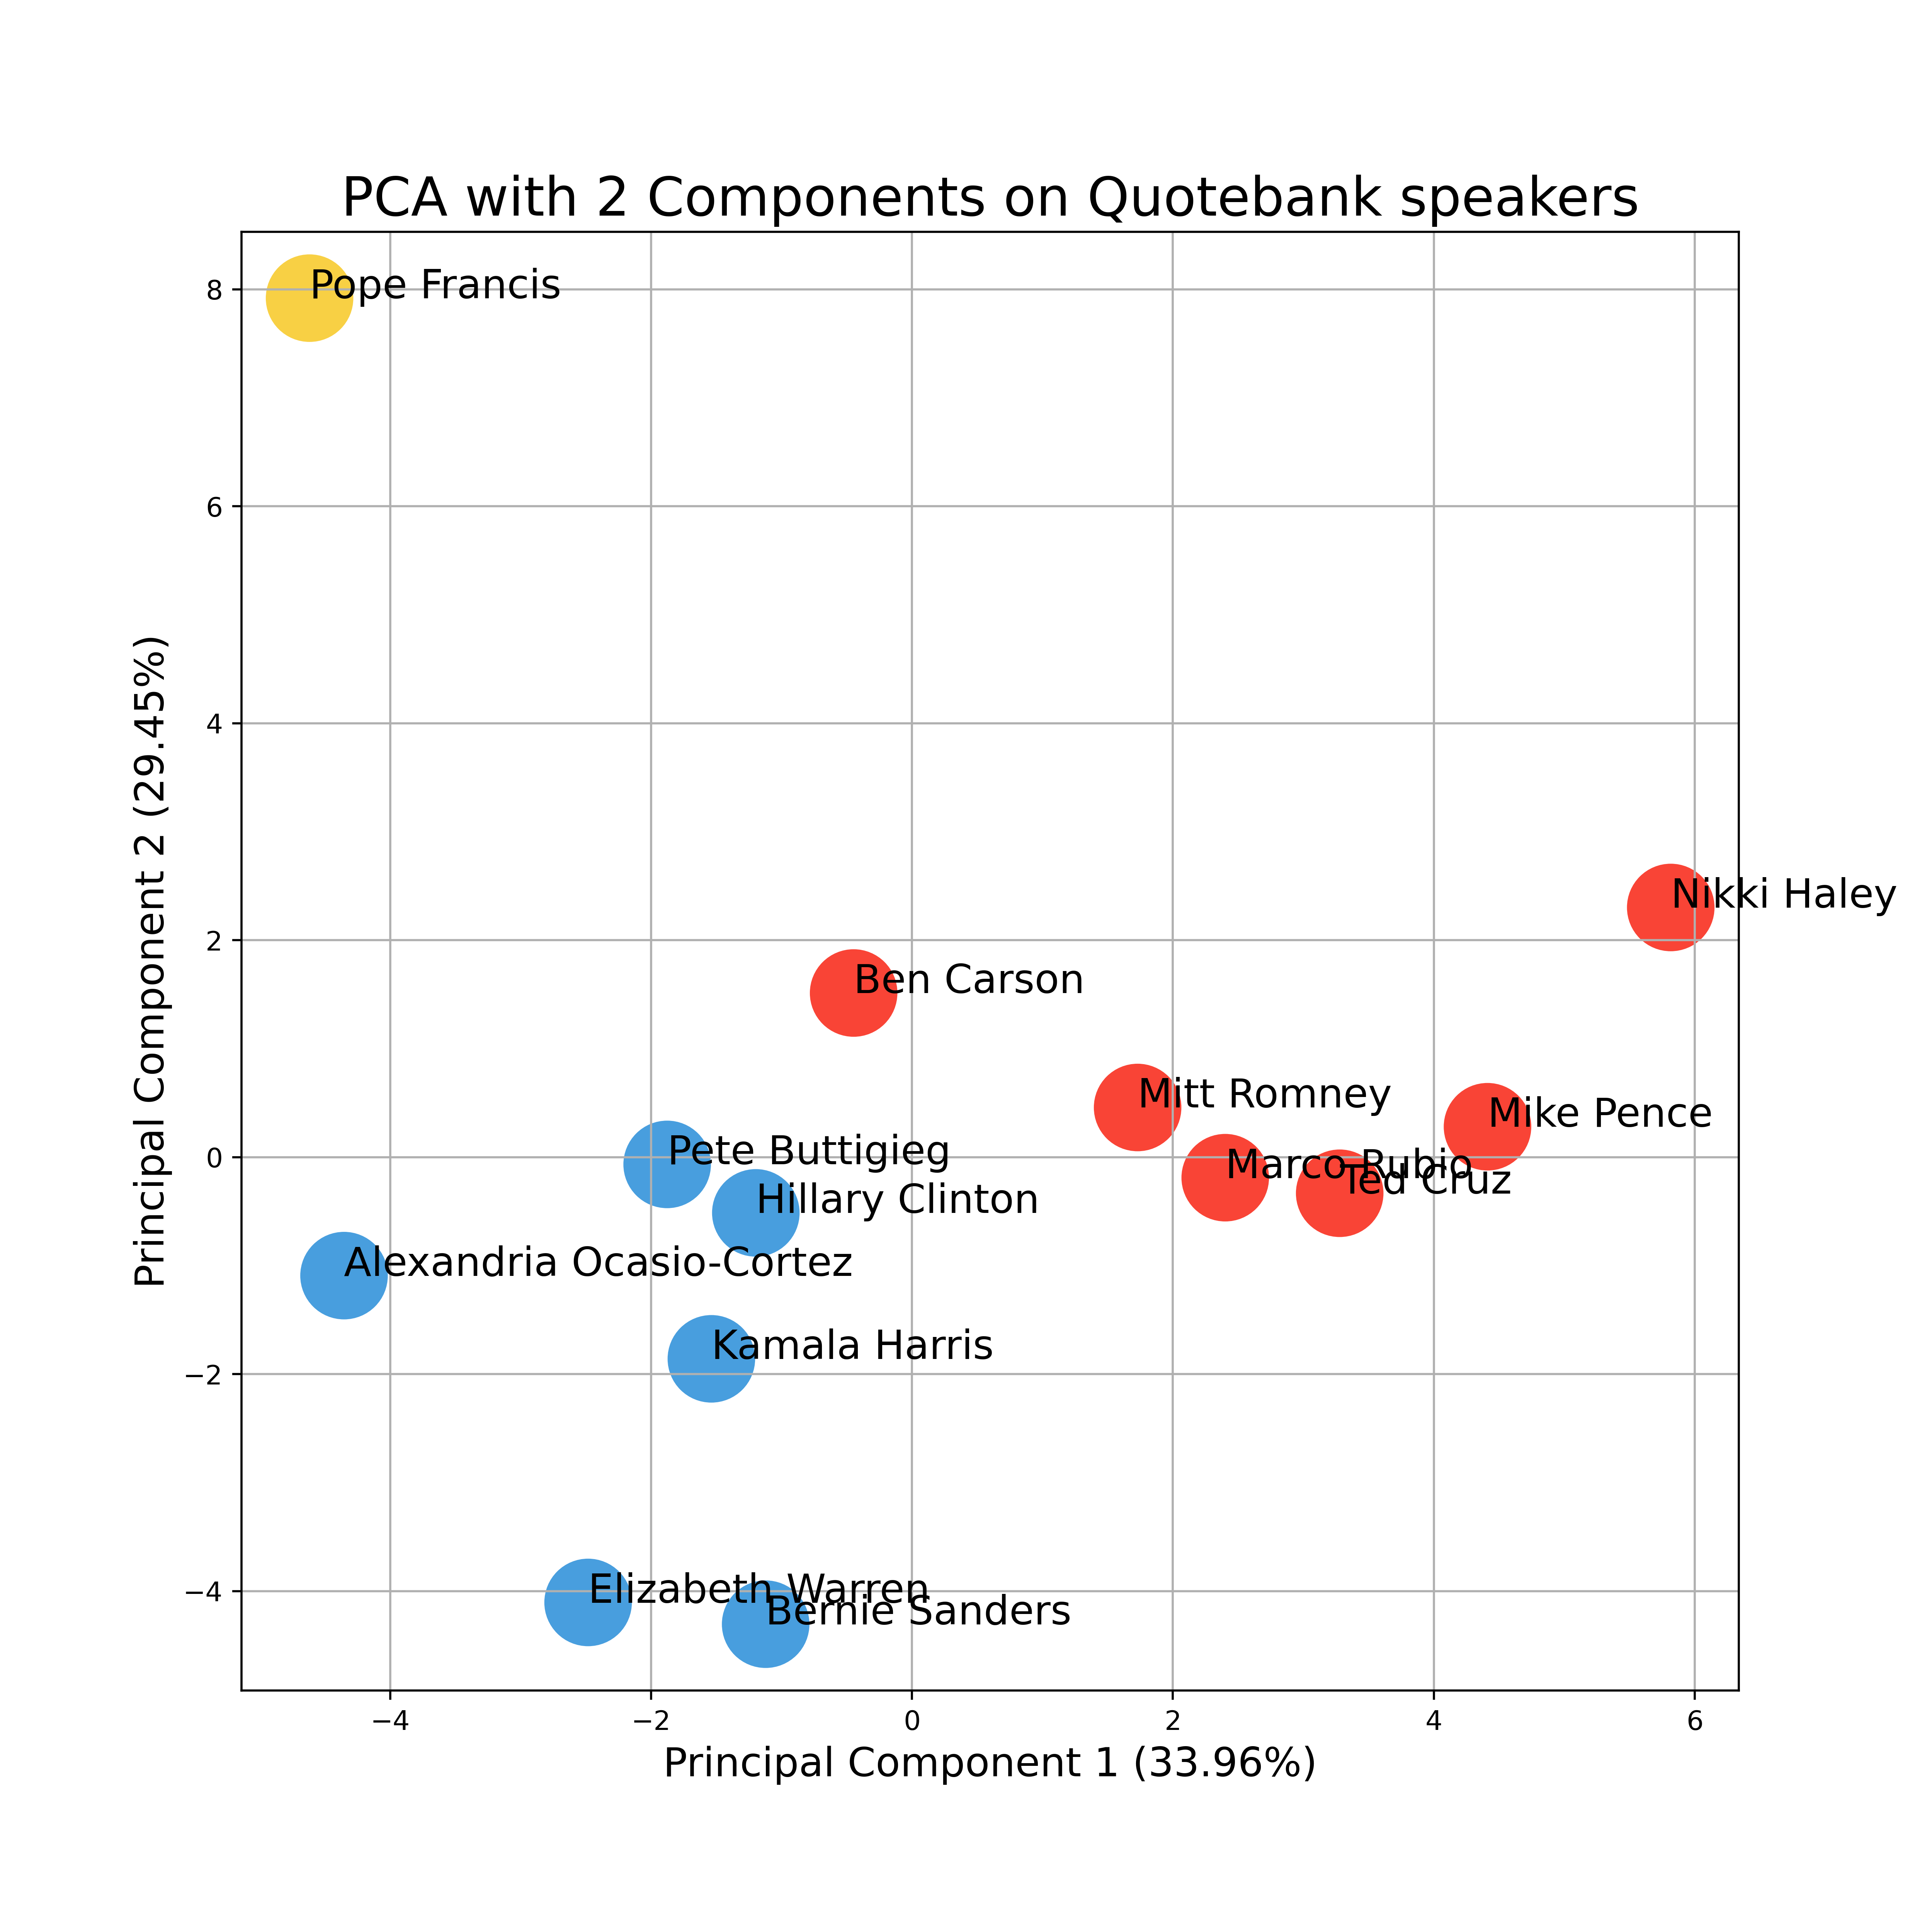 PCA with 2 Components on Quotebank speakers
Principal Component 2 (29.45%)
8
6
4
2
0
−2
−4
Pope Francis
Nikki Haley
Ben Carson
Mitt Romney
Mike Pence
Pete Buttigieg
Marco Rubio
Ted Cruz
Hillary Clinton
Alexandria Ocasio-Cortez
Kamala Harris
Elizabeth Warren
Bernie Sanders
−4 −2 0 2 4 6
Principal Component 1 (33.96%)